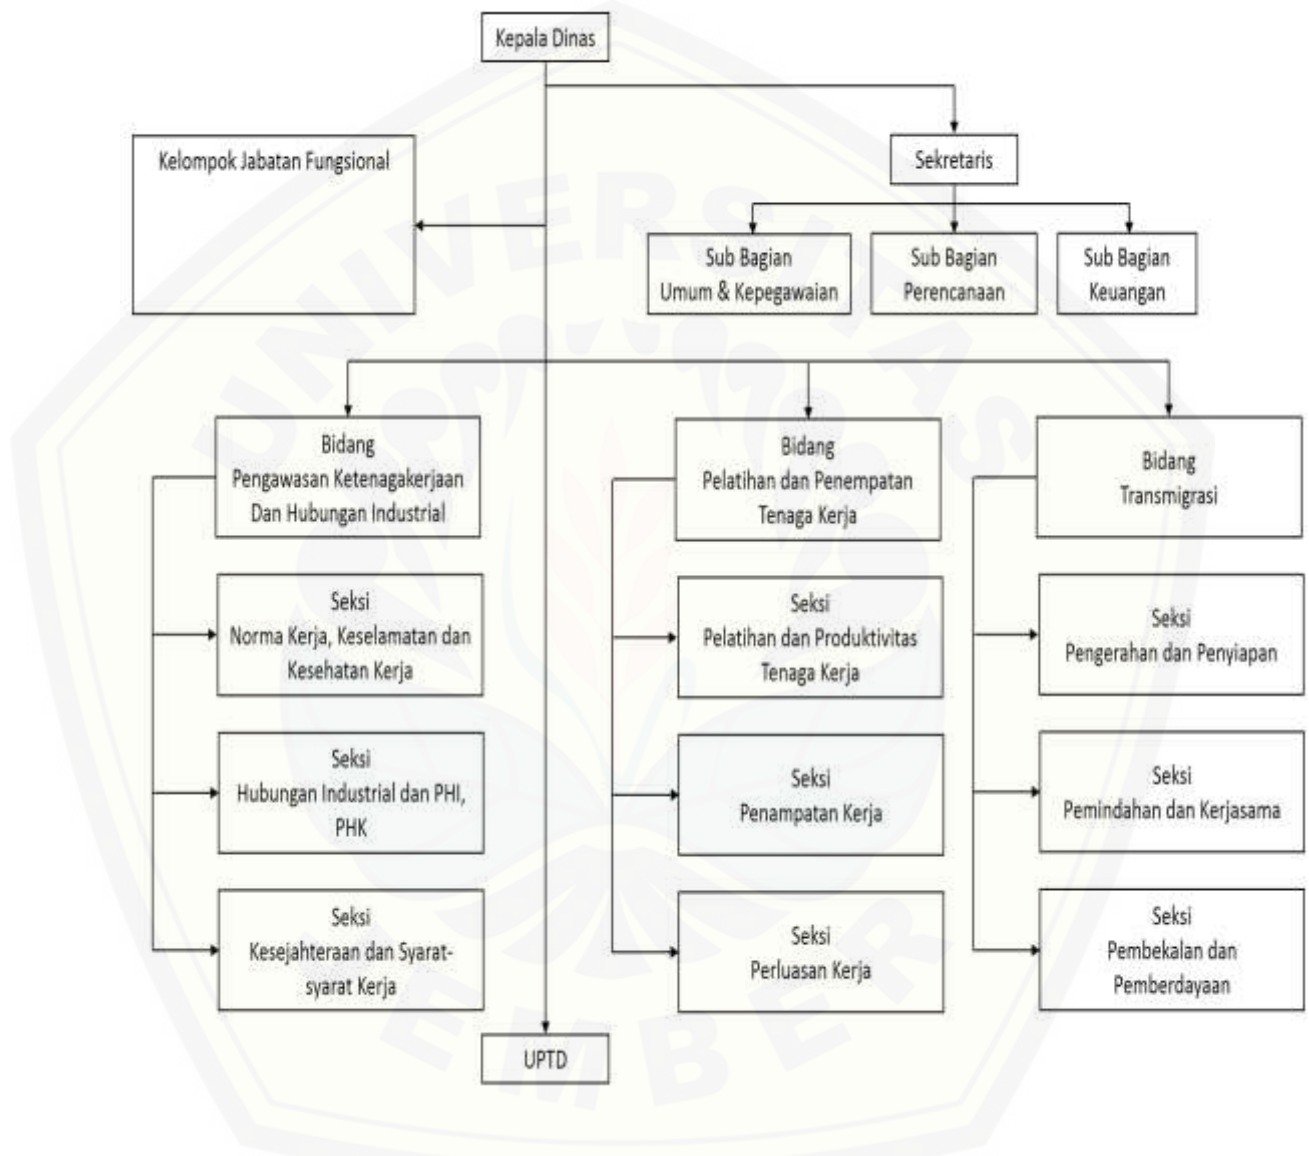 Kepala Dinas
Kelompok Jabatan Fungsional
Sekretaris
Sub Bagian
Umum & Kepegawaian
Sub Bagian
Perencanaan
Sub Bagian
Keuangan
Bidang
Pengawasan Ketenagakerjaan
Dan Hubungan Industrial
Bidang
Pelatihan dan Penempatan
Tenaga Kerja
Bidang
Transmigrasi
Seksi
Norma Kerja, Keselamatan dan
Kesehatan Kerja
Seksi
Pelatihan dan Produktivitas
Tenaga Kerja
Seksi
Pengerahan dan Penyiapan
Seksi
Hubungan Industrial dan PHI,
PHK
Seksi
Penampatan Kerja
Seksi
Pemindahan dan Kerjasama
Seksi
Kesejahteraan dan Syarat-
syarat Kerja
Seksi
Perluasan Kerja
Seksi
Pembekalan dan
Pemberdayaan
UPTD
UNIVERSITAS
EMBER